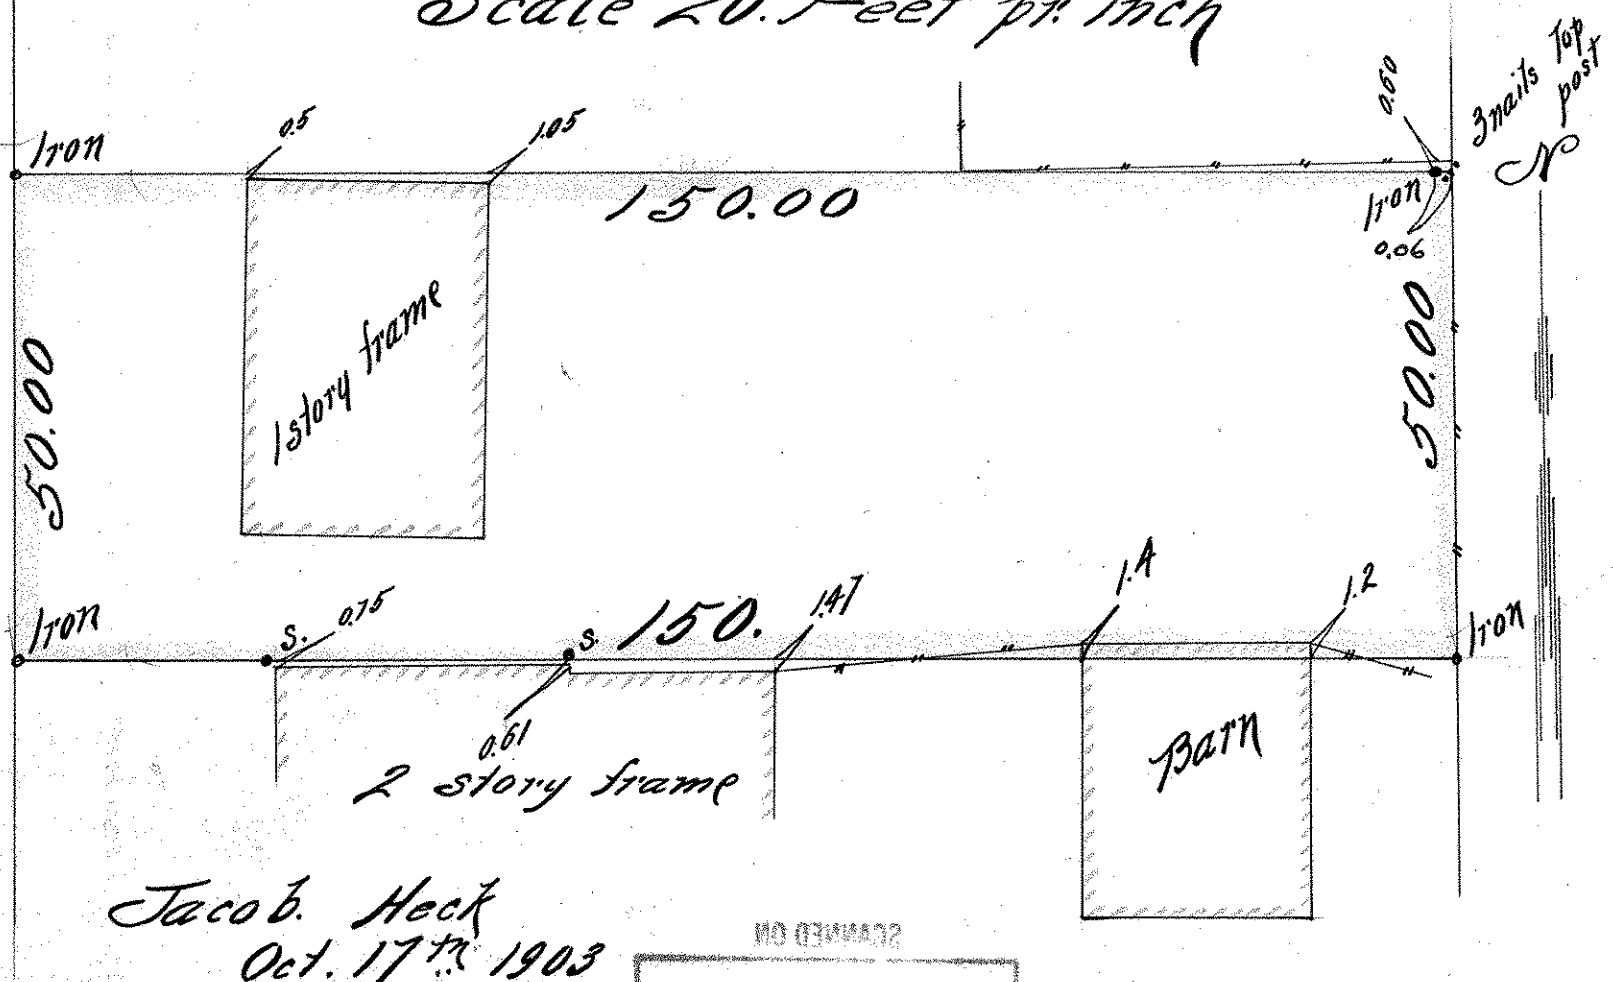 Scale 20. Feet pr. Inch
3 nails Top
post
N
0.60
Iron
0.5
1.05
150.00
Iron
0.06
50.00
1 story frame
50.00
Iron
S.
0.75
S.
150.
1.47
1.4
1.2
Iron
0.61
2 story frame
Barn
Jacob. Heck
Oct. 17th 1903
SCANNED ON